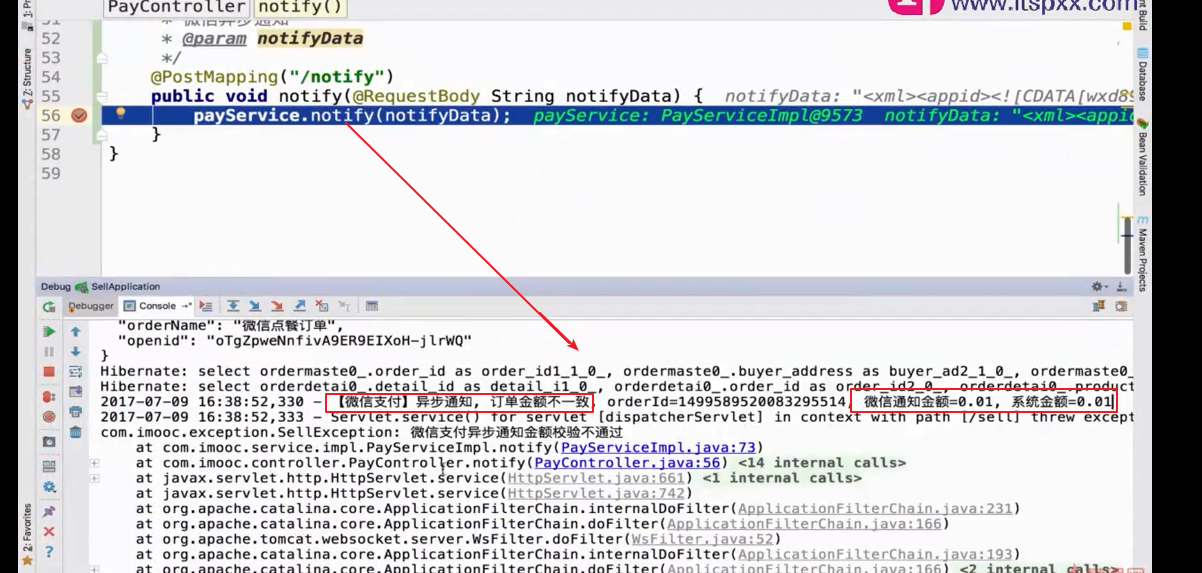 PayController notify()
www.itspxx.com
51 * 微信异步通知
52 * @param notifyData
53 */
54 @PostMapping("/notify")
55 public void notify(@RequestBody String notifyData) { notifyData: "<xml><appid><![CDATA[wxd89
56 payService.notify(notifyData); payService: PayServiceImpl@9573 notifyData: "<xml><appid
57 }
58 }
59
Debug SellApplication
Debugger Console
"orderName": "微信点餐订单",
"openid": "oTgZpweNnfivA9ER9EIXoH-jlrWQ"
}
Hibernate: select ordermaste0_.order_id as order_id1_1_0_, ordermaste0_.buyer_address as buyer_ad2_1_0_, ordermaste0_.
Hibernate: select orderdetai0_.detail_id as detail_i1_0_, orderdetai0_.order_id as order_id2_0_, orderdetai0_.product
2017-07-09 16:38:52,330 - 【微信支付】异步通知, 订单金额不一致, orderId=1499589520083295514, 微信通知金额=0.01, 系统金额=0.01
2017-07-09 16:38:52,333 - Servlet.service() for servlet [dispatcherServlet] in context with path [/sell] threw except
com.imooc.exception.SellException: 微信支付异步通知金额校验不通过
at com.imooc.service.impl.PayServiceImpl.notify(PayServiceImpl.java:73)
at com.imooc.controller.PayController.notify(PayController.java:56) <14 internal calls>
at javax.servlet.http.HttpServlet.service(HttpServlet.java:661) <1 internal calls>
at javax.servlet.http.HttpServlet.service(HttpServlet.java:742)
at org.apache.catalina.core.ApplicationFilterChain.internalDoFilter(ApplicationFilterChain.java:231)
at org.apache.catalina.core.ApplicationFilterChain.doFilter(ApplicationFilterChain.java:166)
at org.apache.tomcat.websocket.server.WsFilter.doFilter(WsFilter.java:52)
at org.apache.catalina.core.ApplicationFilterChain.internalDoFilter(ApplicationFilterChain.java:193)
at org.apache.catalina.core.ApplicationFilterChain.doFilter(ApplicationFilterChain.java:166) <2 internal calls>
Z: Structure
2: Favorites
Build
Database
Bean Validation
Maven Projects